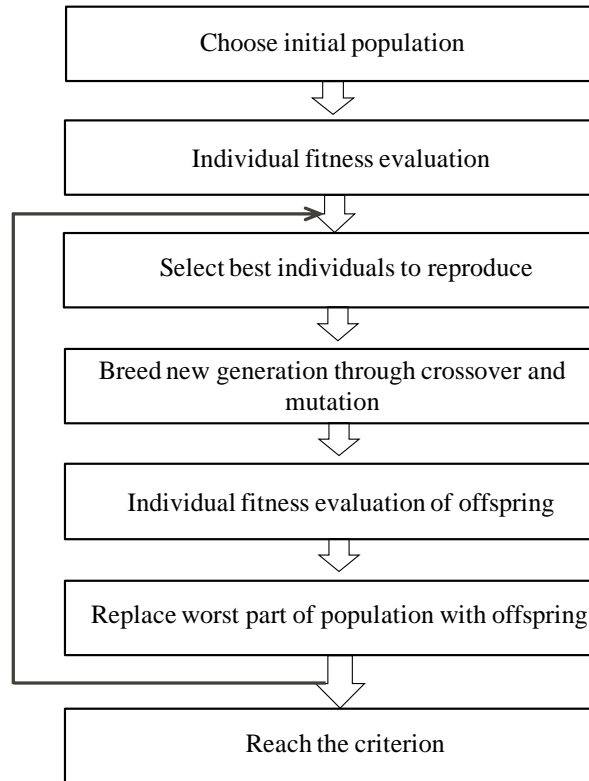 Choose initial population
Individual fitness evaluation
Select best individuals to reproduce
Breed new generation through crossover and
mutation
Individual fitness evaluation of offspring
Replace worst part of population with offspring
Reach the criterion